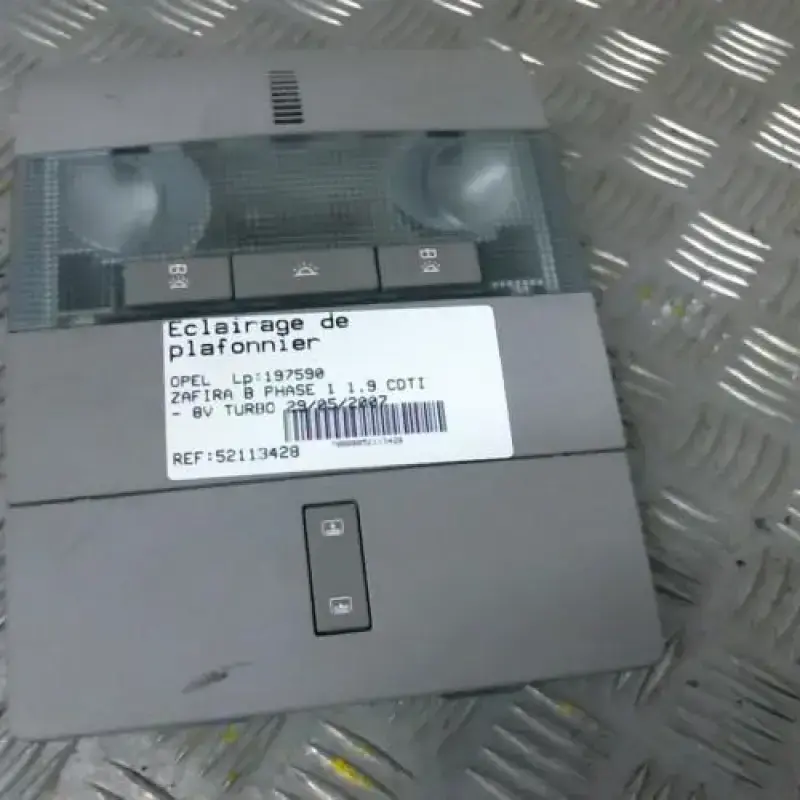 Eclairage de
plafonnier
OPEL Lp:197590
ZAFIRA B PHASE 1 1.9 CDTI
- 8V TURBO 29/05/2007
REF:52113428